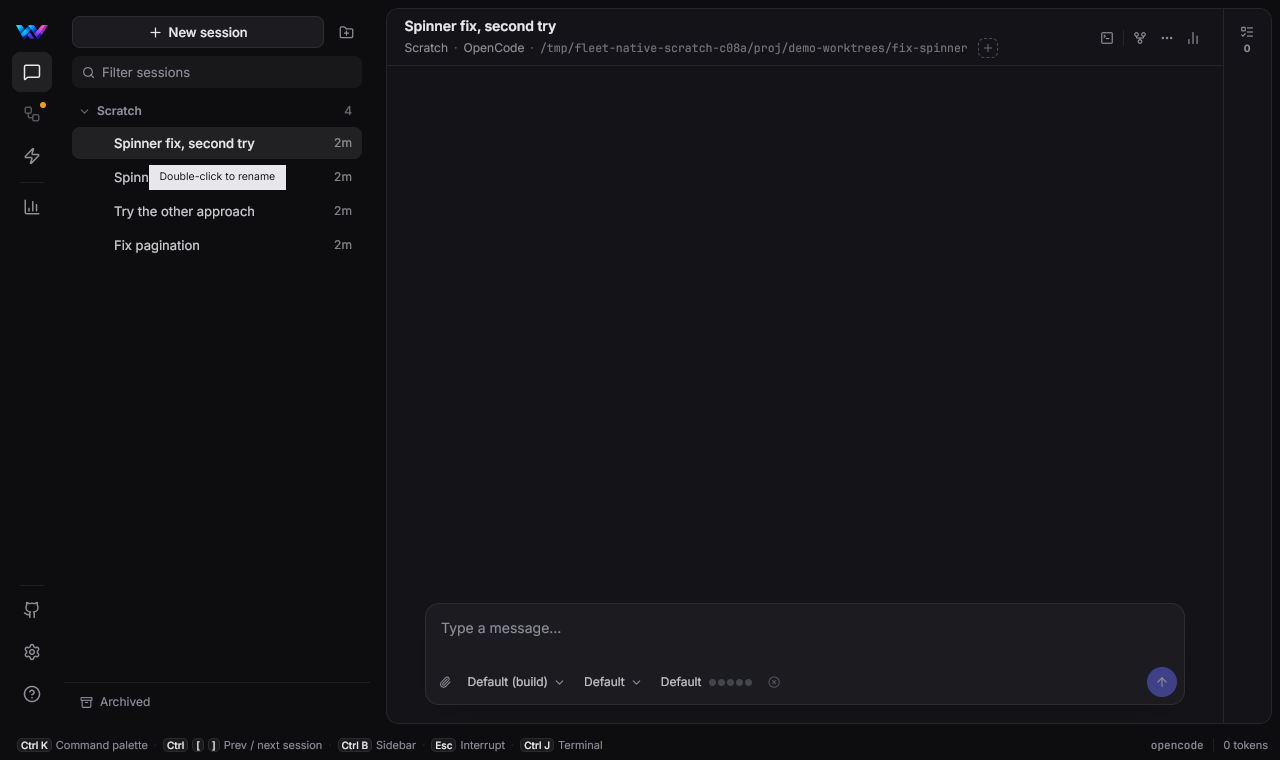 New session
Filter sessions
Scratch 4
Spinner fix, second try 2m
Spinn 2m
Double-click to rename
Try the other approach 2m
Fix pagination 2m
Archived
Spinner fix, second try
Scratch · OpenCode · /tmp/fleet-native-scratch-c08a/proj/demo-worktrees/fix-spinner
0
Type a message...
Default (build) Default Default
Ctrl K Command palette · Ctrl [ ] Prev / next session · Ctrl B Sidebar · Esc Interrupt · Ctrl J Terminal
opencode 0 tokens